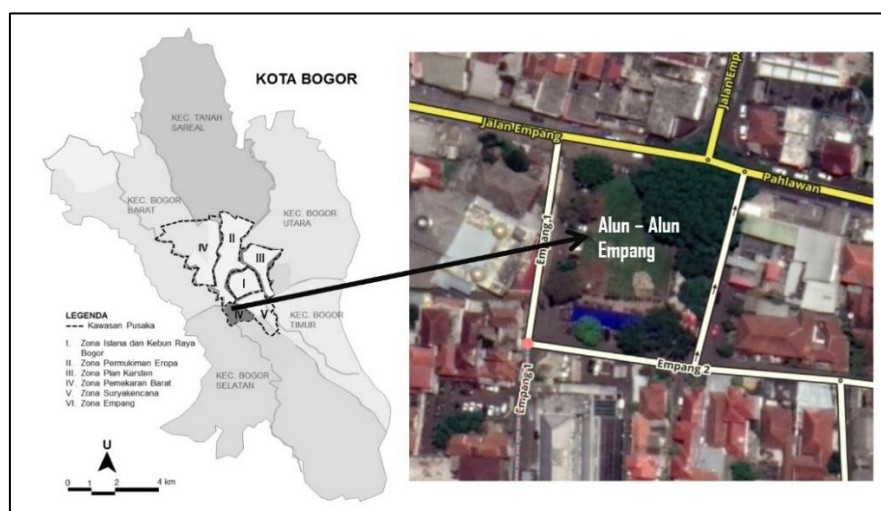 KOTA BOGOR
KEC. TANAH
SAREAL
KEC. BOGOR
BARAT
KEC. BOGOR
UTARA
IV
II
III
I
IV
V
KEC. BOGOR
TIMUR
KEC. BOGOR
SELATAN
LEGENDA
Kawasan Pusaka
I. Zona Istana dan Kebun Raya
Bogor
II. Zona Permukiman Eropa
III. Zona Plan Karsten
IV. Zona Pemekaran Barat
V. Zona Suryakencana
VI. Zona Empang
U
0 1 2 4 km
Jalan Empang
Jalan Empa
Pahlawan
Empang 1
Alun – Alun
Empang
Empang 2
Empang 1